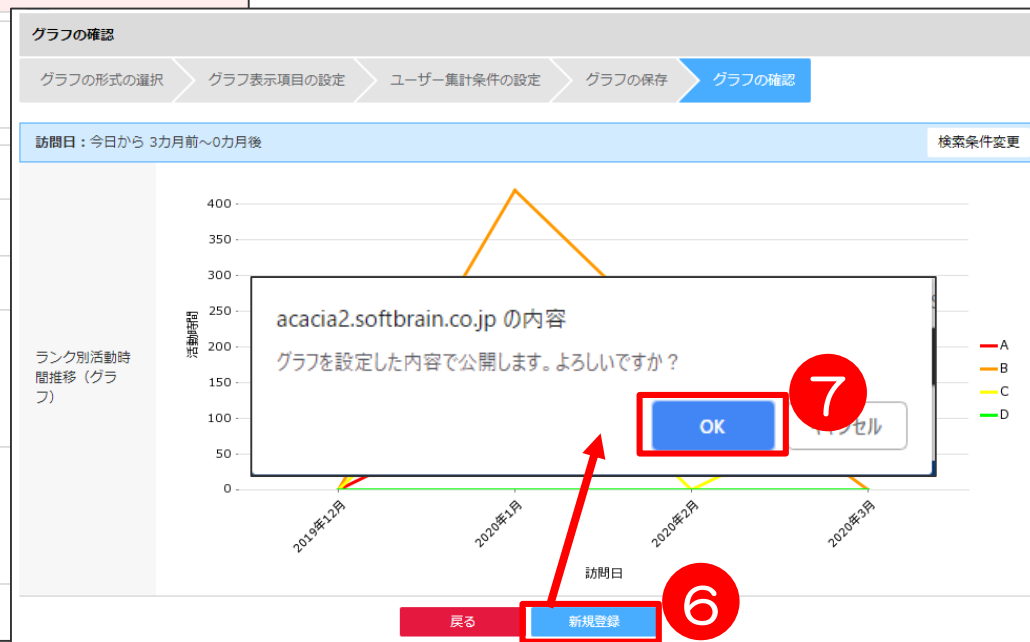 グラフの確認
グラフの形式の選択 グラフ表示項目の設定 ユーザー集計条件の設定 グラフの保存 グラフの確認
訪問日：今日から 3カ月前～0カ月後 検索条件変更
ランク別活動時
間推移（グラ
フ）
活動時間
400
350
300
250
200
150
100
50
0
2019年12月 2020年1月 2020年2月 2020年3月
訪問日
A
B
C
D
acacia2.softbrain.co.jp の内容
グラフを設定した内容で公開します。よろしいですか？
OK
7
セル
戻る 新規登録
6